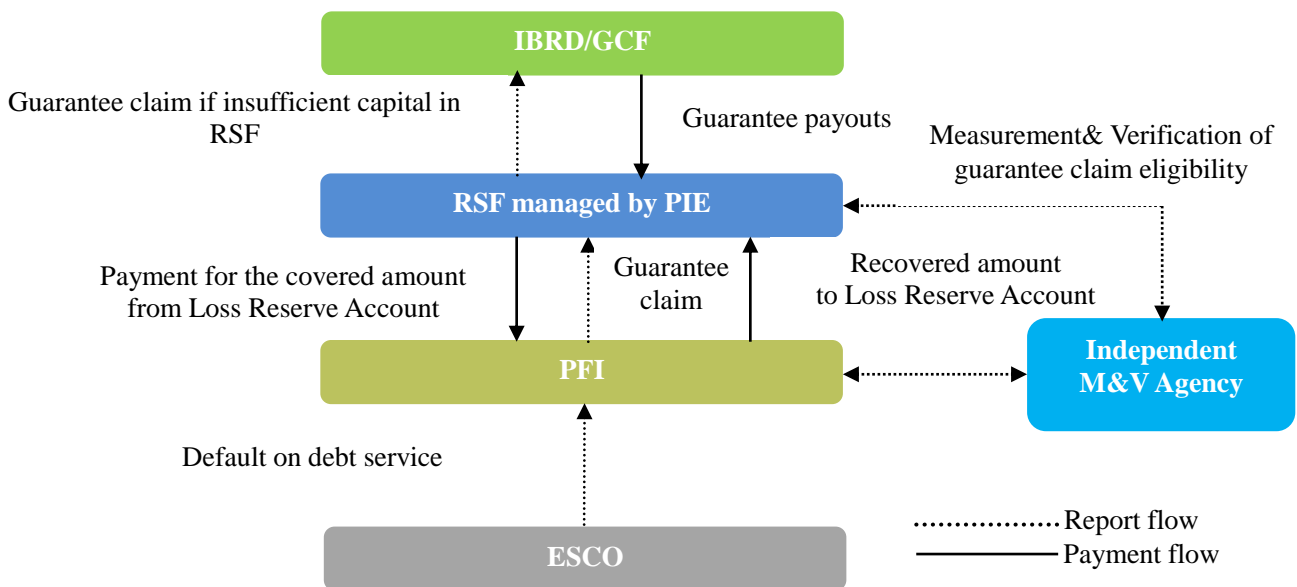 IBRD/GCF
Guarantee claim if insufficient capital in
RSF
Guarantee payouts
Measurement& Verification of
guarantee claim eligibility
RSF managed by PIE
Payment for the covered amount
from Loss Reserve Account
Guarantee
claim
Recovered amount
to Loss Reserve Account
PFI
Independent
M&V Agency
Default on debt service
ESCO
Report flow
Payment flow